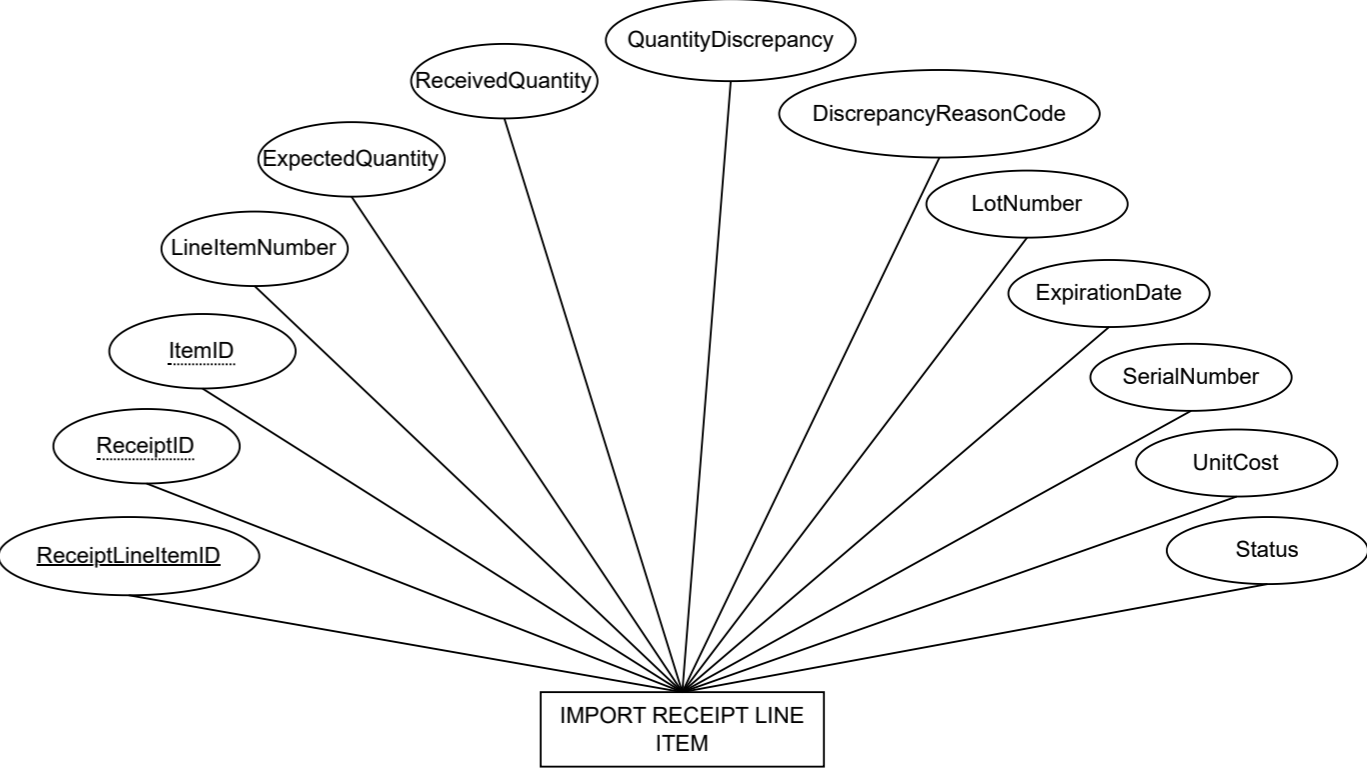 QuantityDiscrepancy
ReceivedQuantity
DiscrepancyReasonCode
ExpectedQuantity
LotNumber
LineItemNumber
ExpirationDate
ItemID
SerialNumber
ReceiptID
UnitCost
ReceiptLineItemID
Status
IMPORT RECEIPT LINE
ITEM